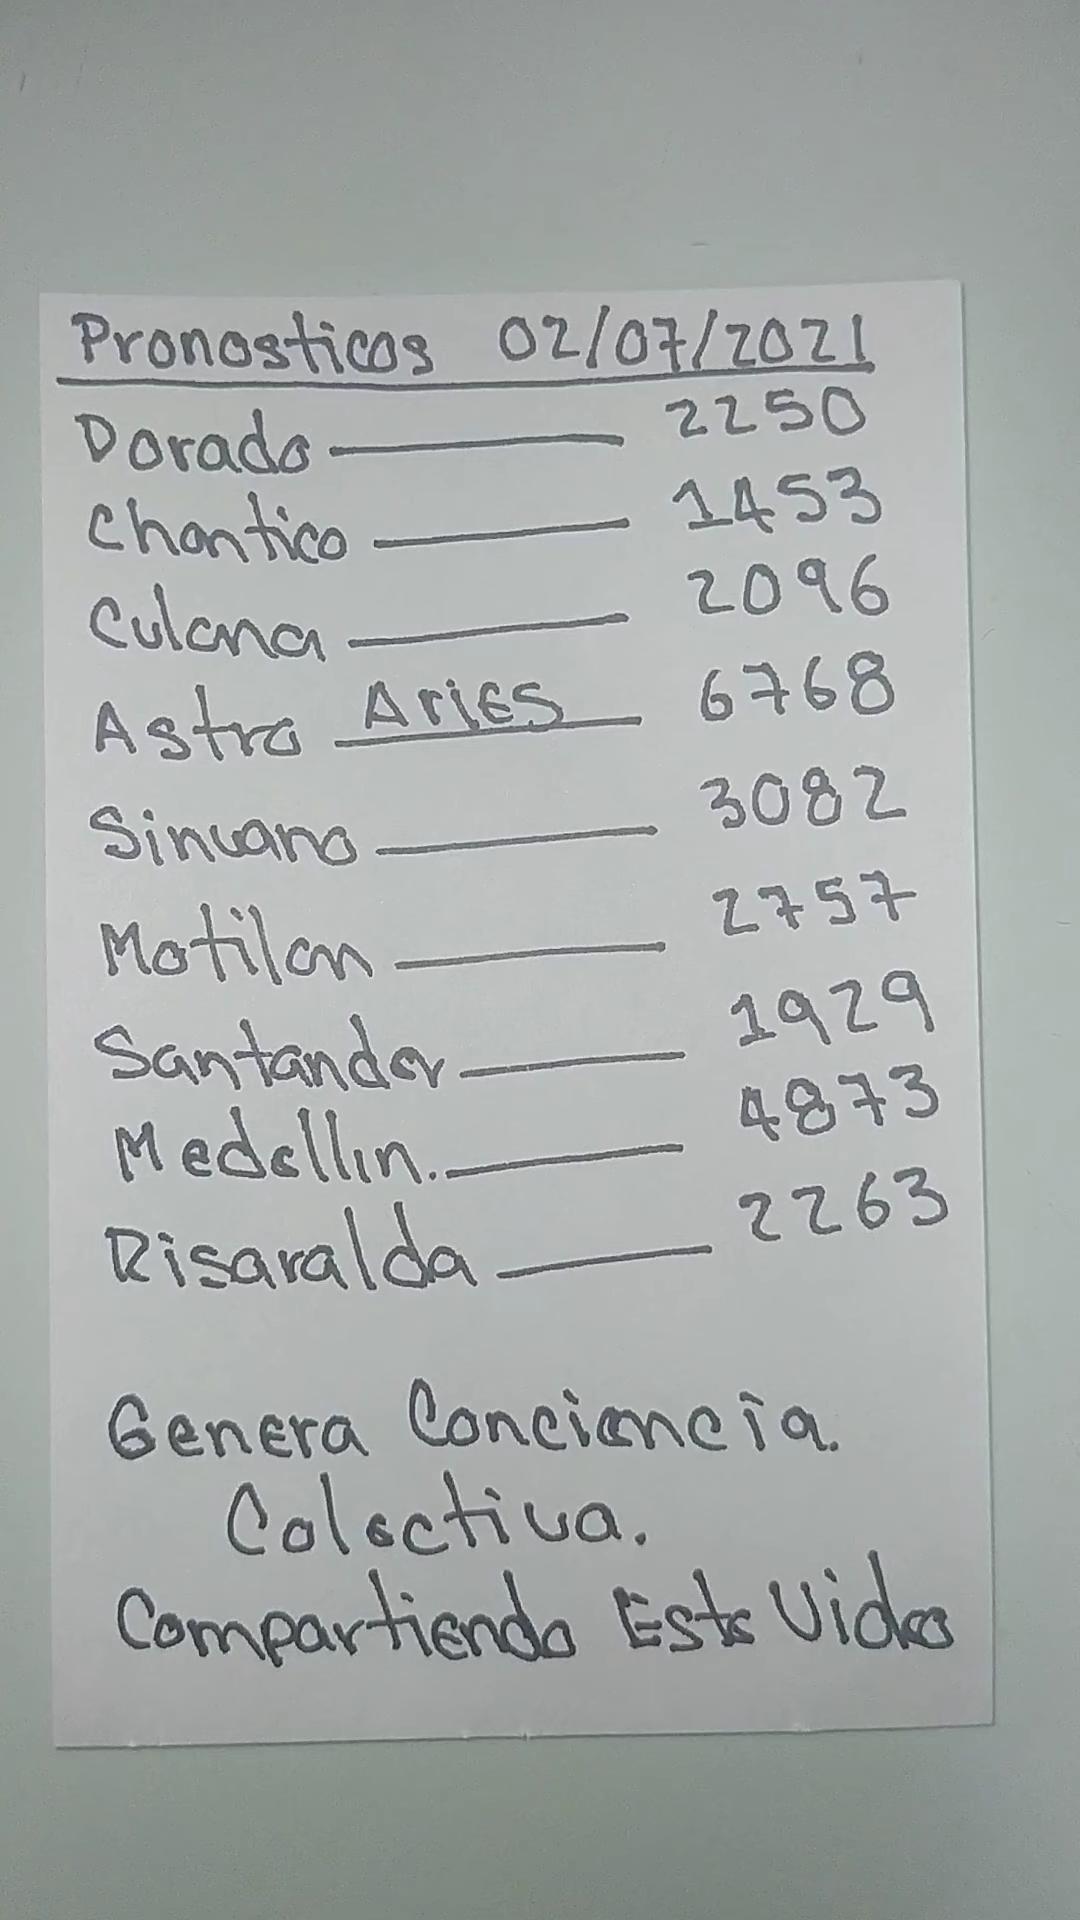 Pronosticos 02/07/2021
Dorado 2250
Chontico 1453
Culona 2096
Astro Aries 6768
Sinuano 3082
Motilon 2757
Santander 1929
Medellin. 4873
Risaralda 2263
Genera Conciencia.
Colectiva.
Compartiendo Este Video